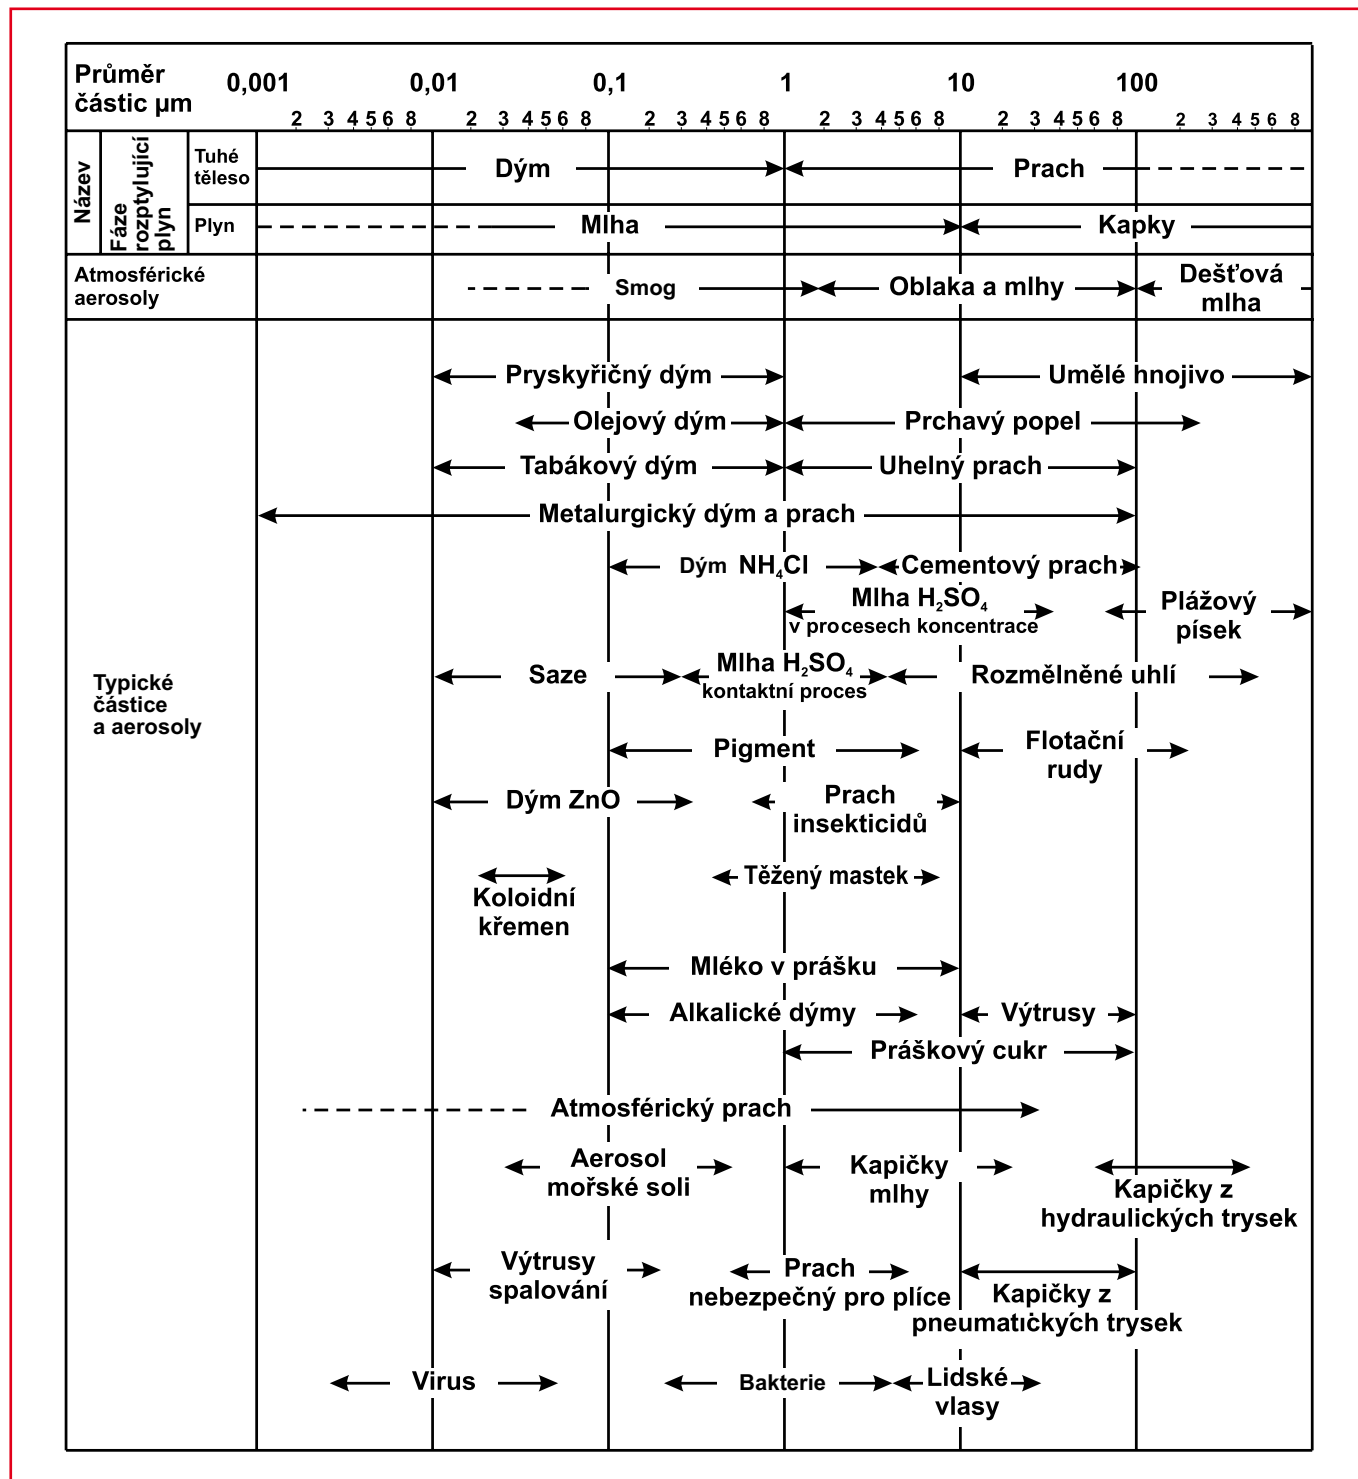 Průměr
částic µm
0,001 0,01 0,1 1 10 100
2 3 4 5 6 8 2 3 4 5 6 8 2 3 4 5 6 8 2 3 4 5 6 8 2 3 4 5 6 8 2 3 4 5 6 8
Název
Fáze
rozptylující
plyn
Tuhé
těleso
Dým Prach
Plyn
Mlha Kapky
Atmosférické
aerosoly
Smog Oblaka a mlhy Dešťová
mlha
Typické
částice
a aerosoly
Pryskyřičný dým Umělé hnojivo
Olejový dým Prchavý popel
Tabákový dým Uhelný prach
Metalurgický dým a prach
Dým NH₄Cl Cementový prach
Mlha H₂SO₄
v procesech koncentrace
Plážový
písek
Saze
Mlha H₂SO₄
kontaktní proces
Rozmělněné uhlí
Pigment
Flotační
rudy
Dým ZnO
Prach
insekticidů
Koloidní
křemen
Těžený mastek
Mléko v prášku
Alkalické dýmy Výtrusy
Práškový cukr
Atmosférický prach
Aerosol
mořské soli
Kapičky
mlhy
Kapičky z
hydraulických trysek
Výtrusy
spalování
Prach
nebezpečný pro plíce
Kapičky z
pneumatičkých trysek
Virus Bakterie
Lidské
vlasy